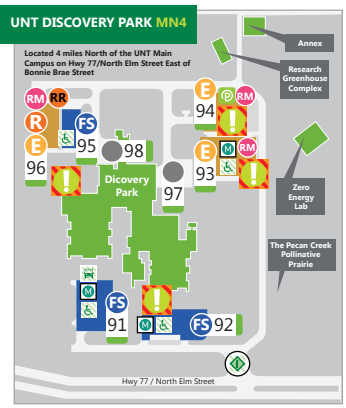 UNT DISCOVERY PARK MN4
Located 4 miles North of the UNT Main
Campus on Hwy 77/North Elm Street East of
Bonnie Brae Street
Annex
Research
Greenhouse
Complex
RM RR
R
E
96
FS
95
98
E
94
P RM
!
E
93
M RM
!
!
Dicovery
Park
97
Zero
Energy
Lab
The Pecan Creek
Pollinative
Prairie
M
FS
91
!
M
FS 92
Hwy 77 / North Elm Street